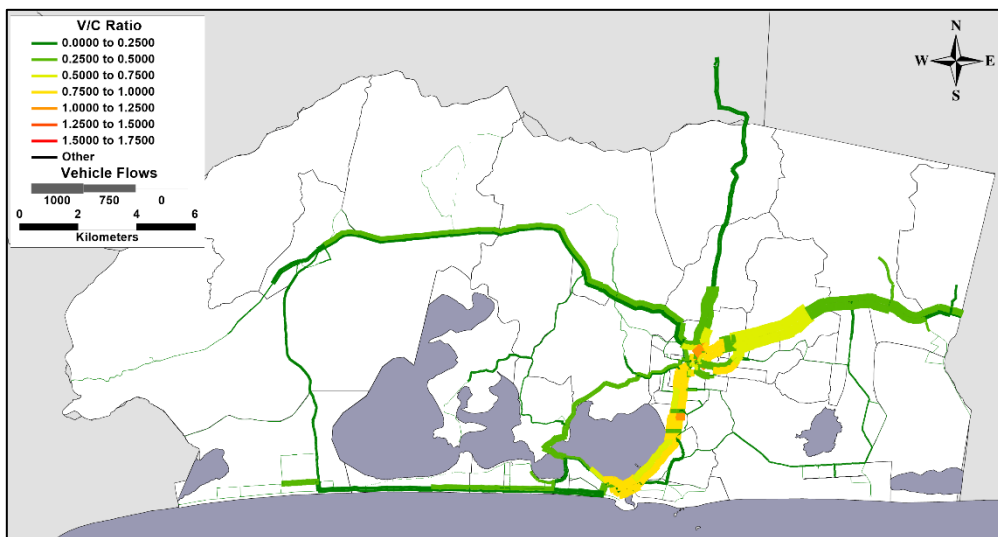 V/C Ratio
0.0000 to 0.2500
0.2500 to 0.5000
0.5000 to 0.7500
0.7500 to 1.0000
1.0000 to 1.2500
1.2500 to 1.5000
1.5000 to 1.7500
Other
Vehicle Flows
1000 750 0
0 2 4 6
Kilometers
N
W E
S